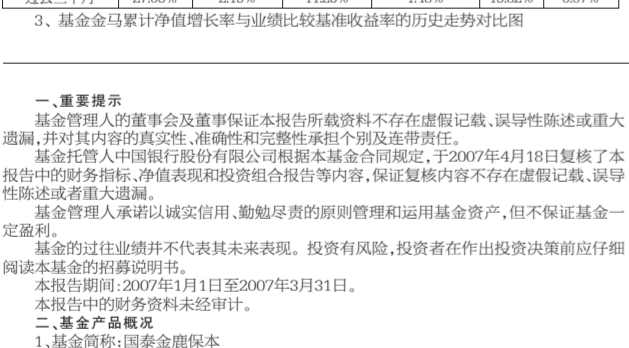 3、基金金马累计净值增长率与业绩比较基准收益率的历史走势对比图
一、重要提示
基金管理人的董事会及董事保证本报告所载资料不存在虚假记载、误导性陈述或重大
遗漏,并对其内容的真实性、准确性和完整性承担个别及连带责任。
基金托管人中国银行股份有限公司根据本基金合同规定，于2007年4月18日复核了本
报告中的财务指标、净值表现和投资组合报告等内容,保证复核内容不存在虚假记载、误导
性陈述或者重大遗漏。
基金管理人承诺以诚实信用、勤勉尽责的原则管理和运用基金资产,但不保证基金一
定盈利。
基金的过往业绩并不代表其未来表现。投资有风险,投资者在作出投资决策前应仔细
阅读本基金的招募说明书。
本报告期间:2007年1月1日至2007年3月31日。
本报告中的财务资料未经审计。
二、基金产品概况
1、基金简称:国泰金鹿保本